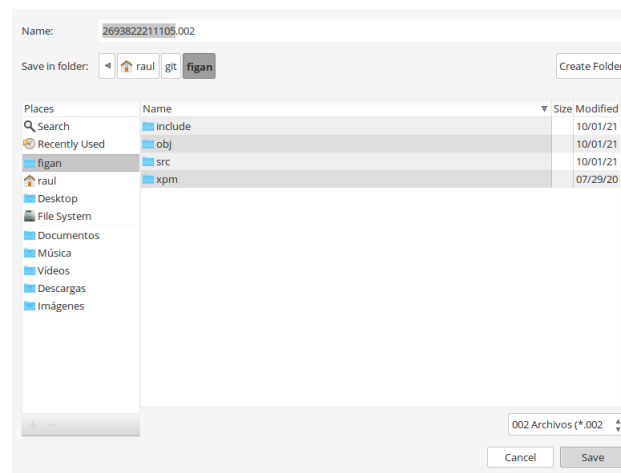 Name: 2693822211105.002
Save in folder: raul git figan Create Folder
Places Name Size Modified
Search include 10/01/21
Recently Used obj 10/01/21
figan src 10/01/21
raul xpm 07/29/20
Desktop
File System
Documentos
Música
Vídeos
Descargas
Imágenes
002 Archivos (*.002
Cancel Save